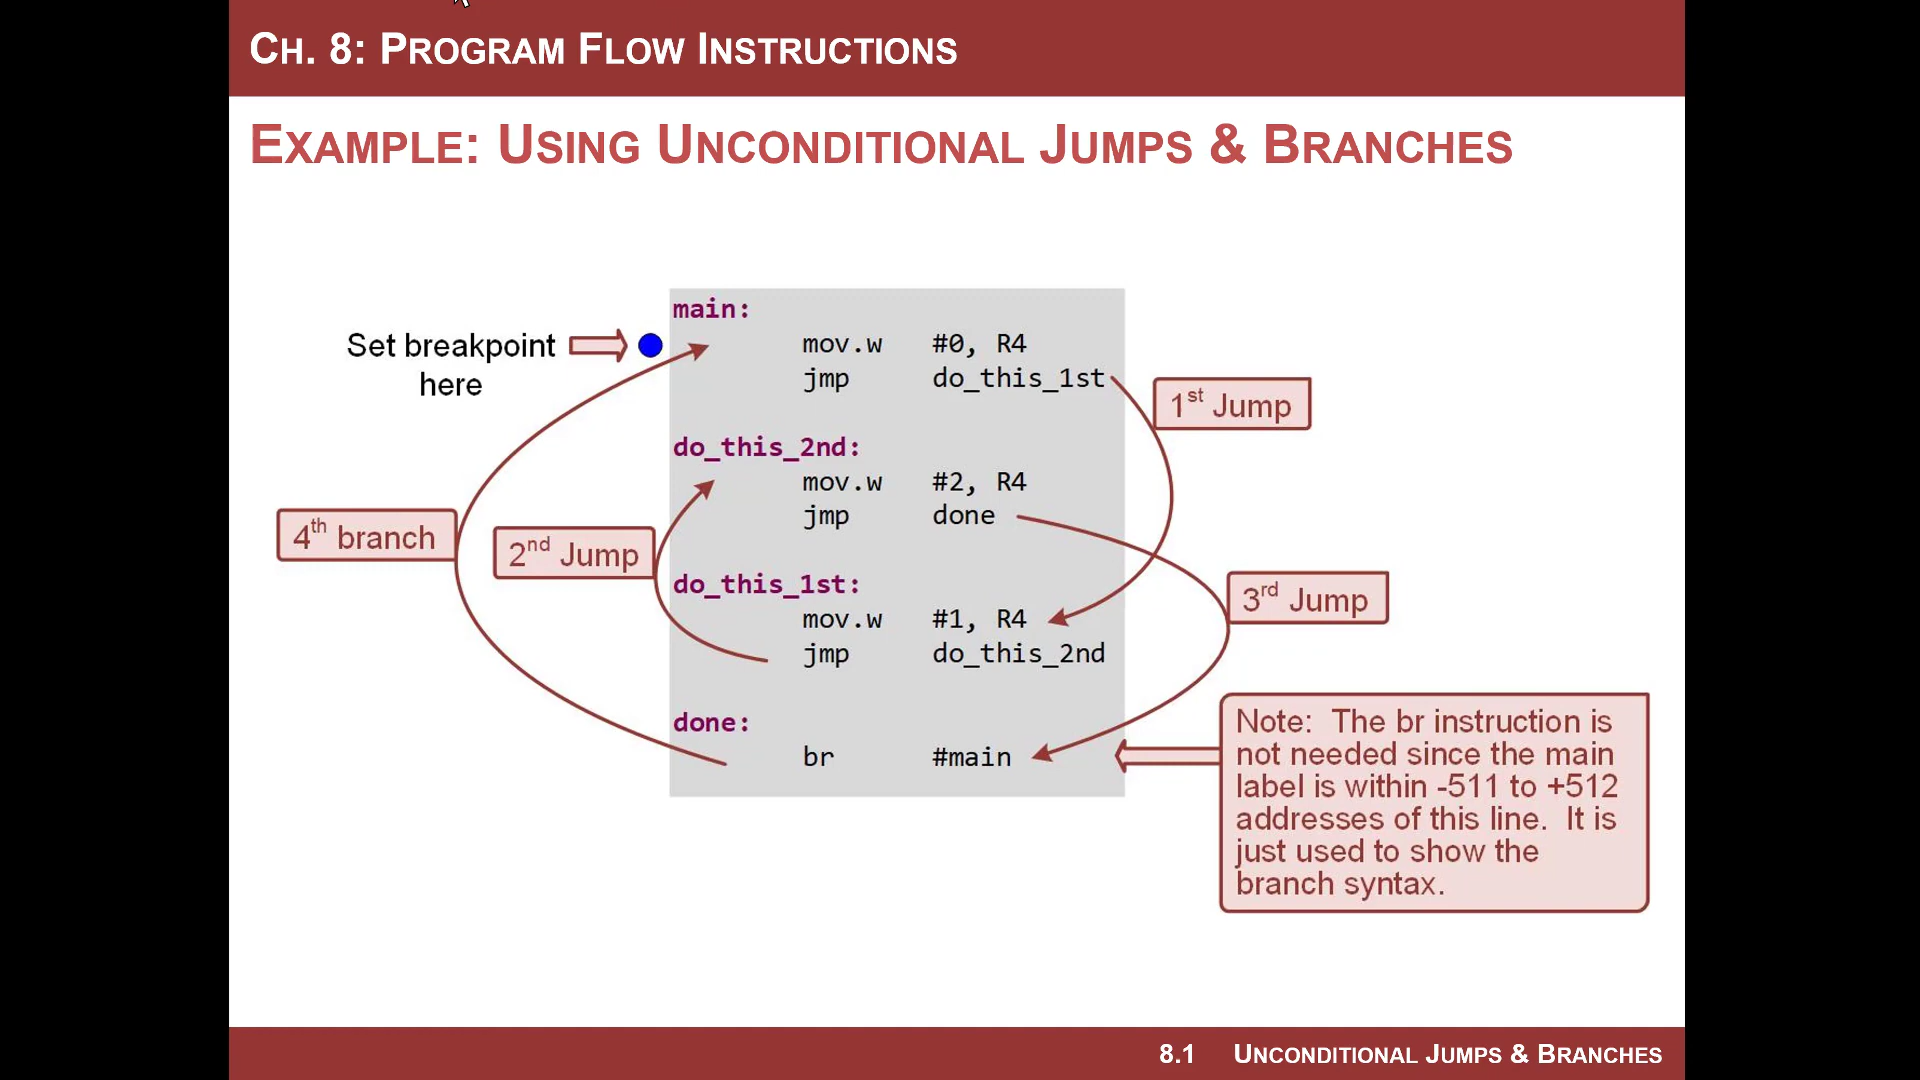 CH. 8: PROGRAM FLOW INSTRUCTIONS
EXAMPLE: USING UNCONDITIONAL JUMPS & BRANCHES
main:
Set breakpoint
here
mov.w #0, R4
jmp do_this_1st
1st Jump
do_this_2nd:
mov.w #2, R4
jmp done
4th branch
2nd Jump
do_this_1st:
mov.w #1, R4
jmp do_this_2nd
3rd Jump
done:
br #main
Note: The br instruction is
not needed since the main
label is within -511 to +512
addresses of this line. It is
just used to show the
branch syntax.
8.1 UNCONDITIONAL JUMPS & BRANCHES